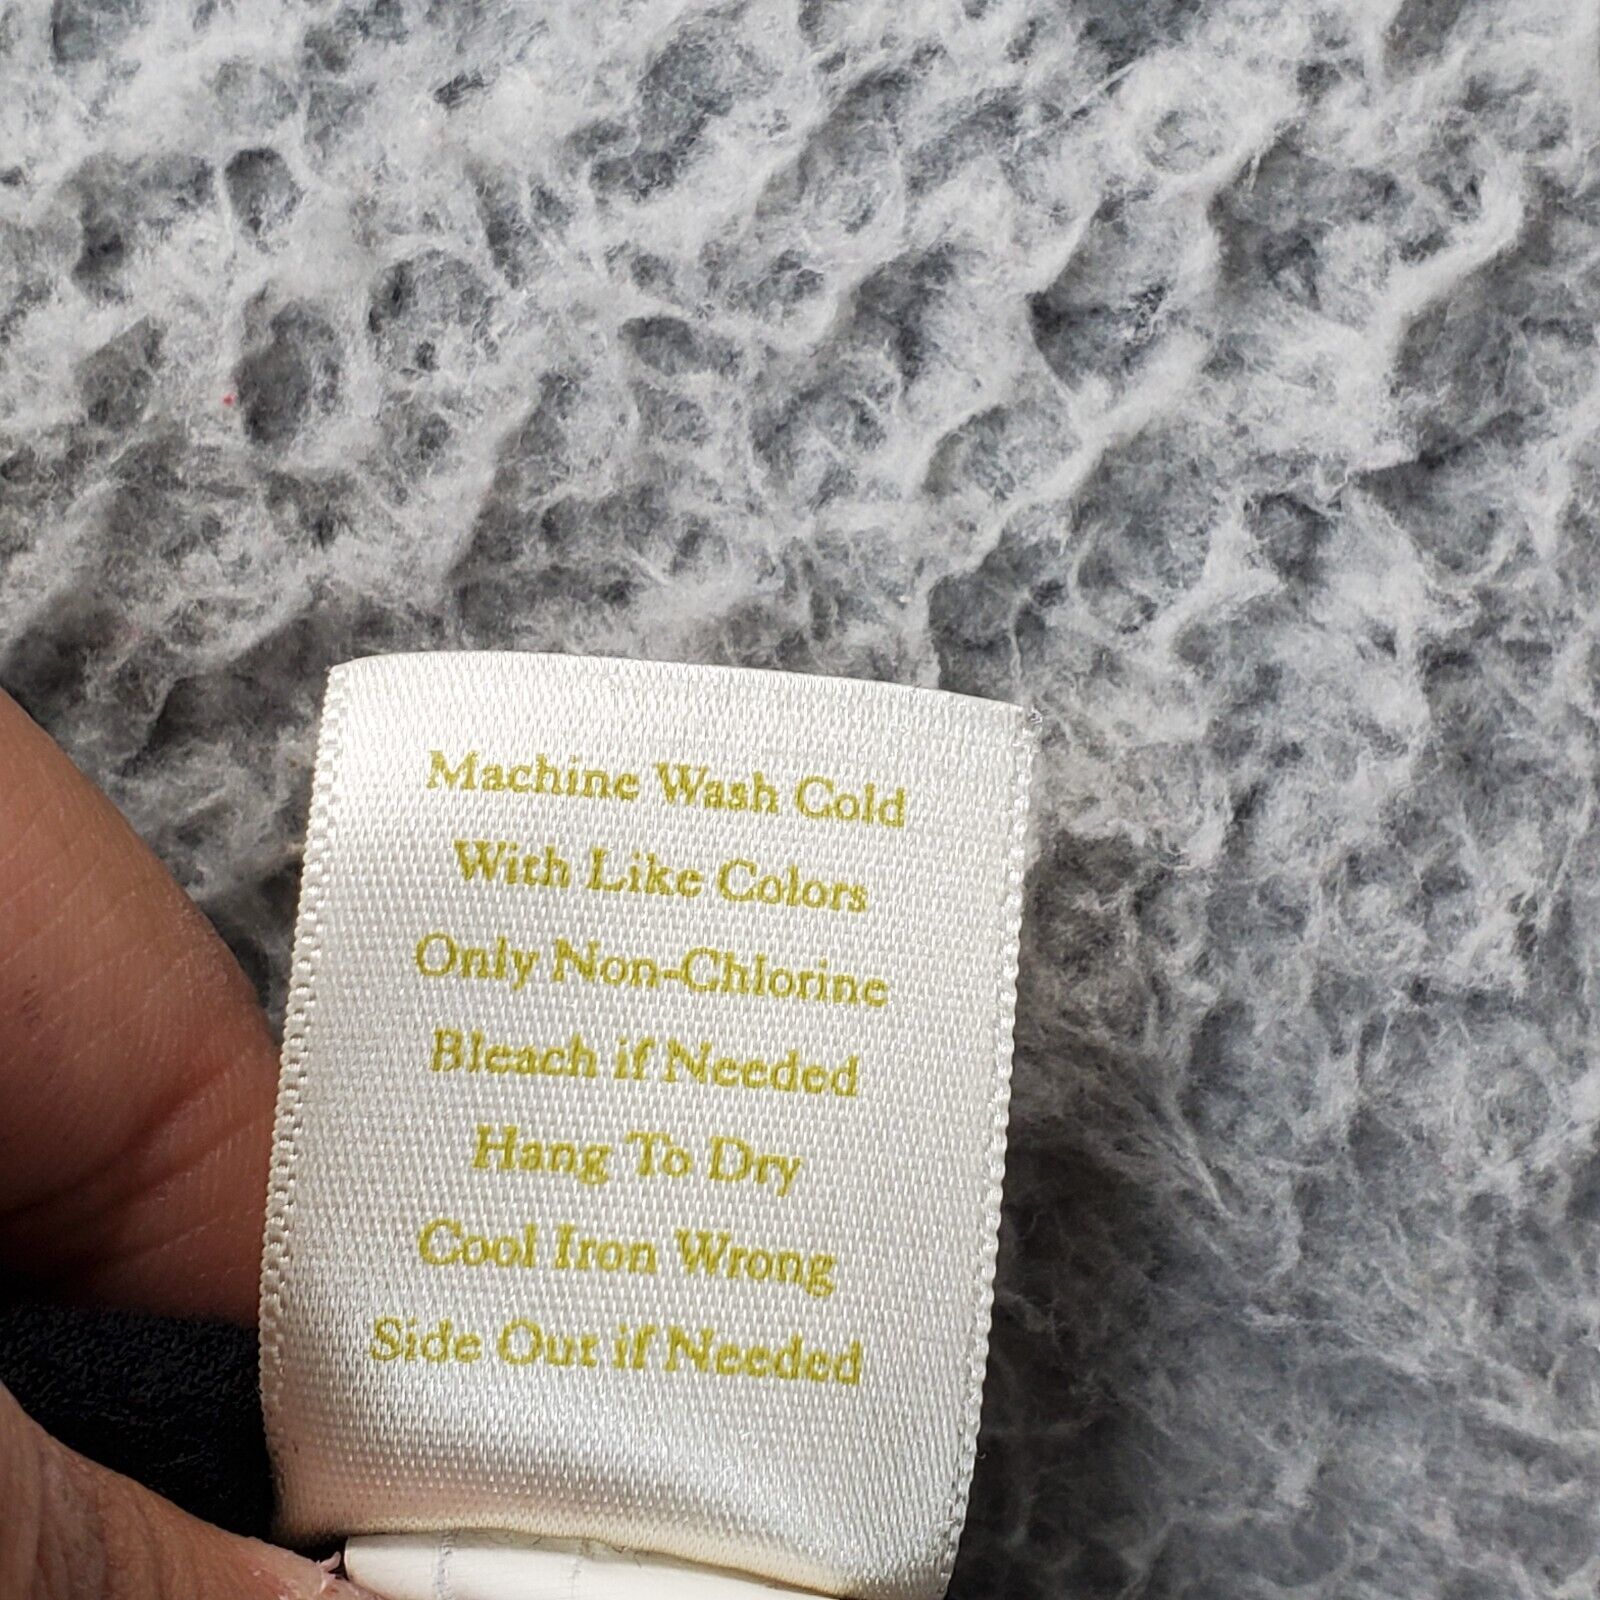 Machine Wash Cold
With Like Colors
Only Non-Chlorine
Bleach if Needed
Hang To Dry
Cool Iron Wrong
Side Out if Needed